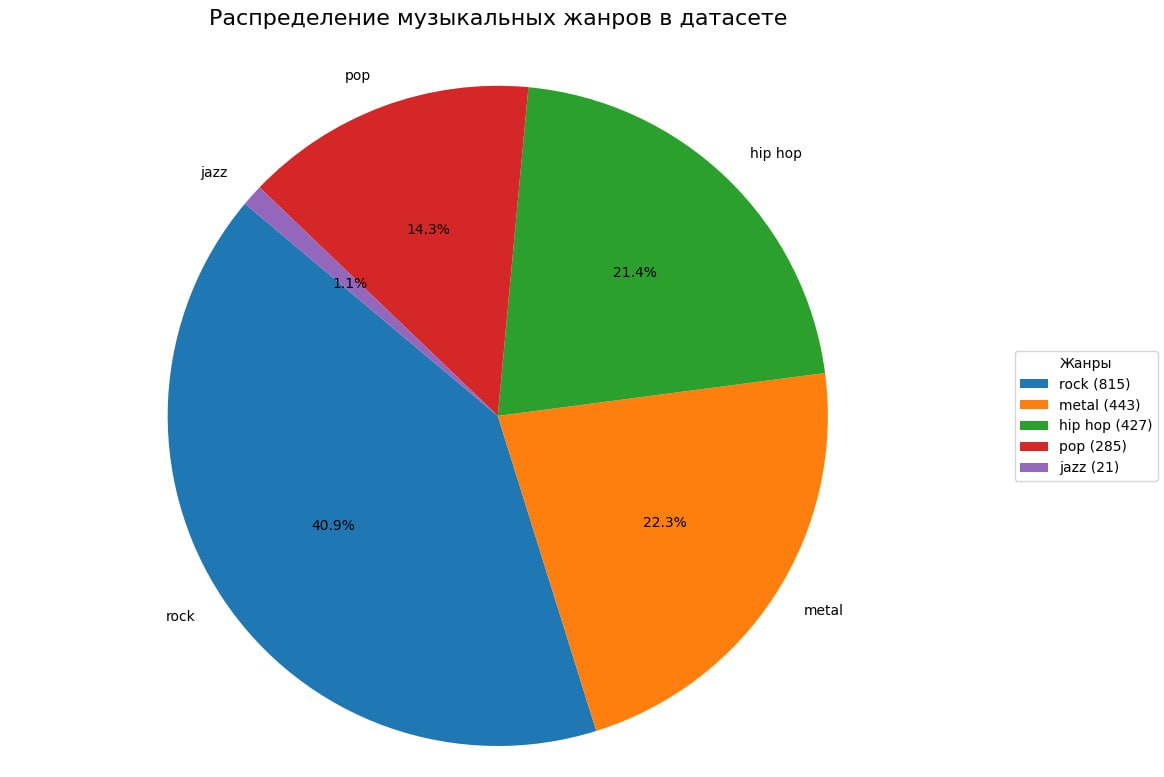 Распределение музыкальных жанров в датасете
pop
hip hop
jazz
14.3%
21.4%
1.1%
40.9%
22.3%
rock
metal
Жанры
rock (815)
metal (443)
hip hop (427)
pop (285)
jazz (21)